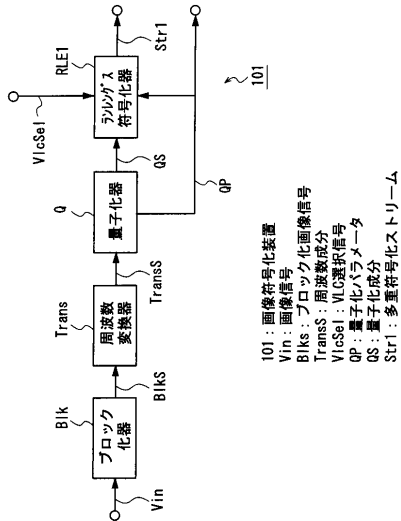 Vin
Blk
ブロック
化器
BlkS
Trans
周波数
変換器
TransS
Q
量子化器
QS
QP
VlcSel
RLE1
ランレングス
符号化器
Str1
101
101：画像符号化装置
Vin：画像信号
Blks：ブロック化画像信号
TransS：周波数成分
VlcSel：VLC選択信号
QP：量子化パラメータ
QS：量子化成分
Str1：多重符号化ストリーム